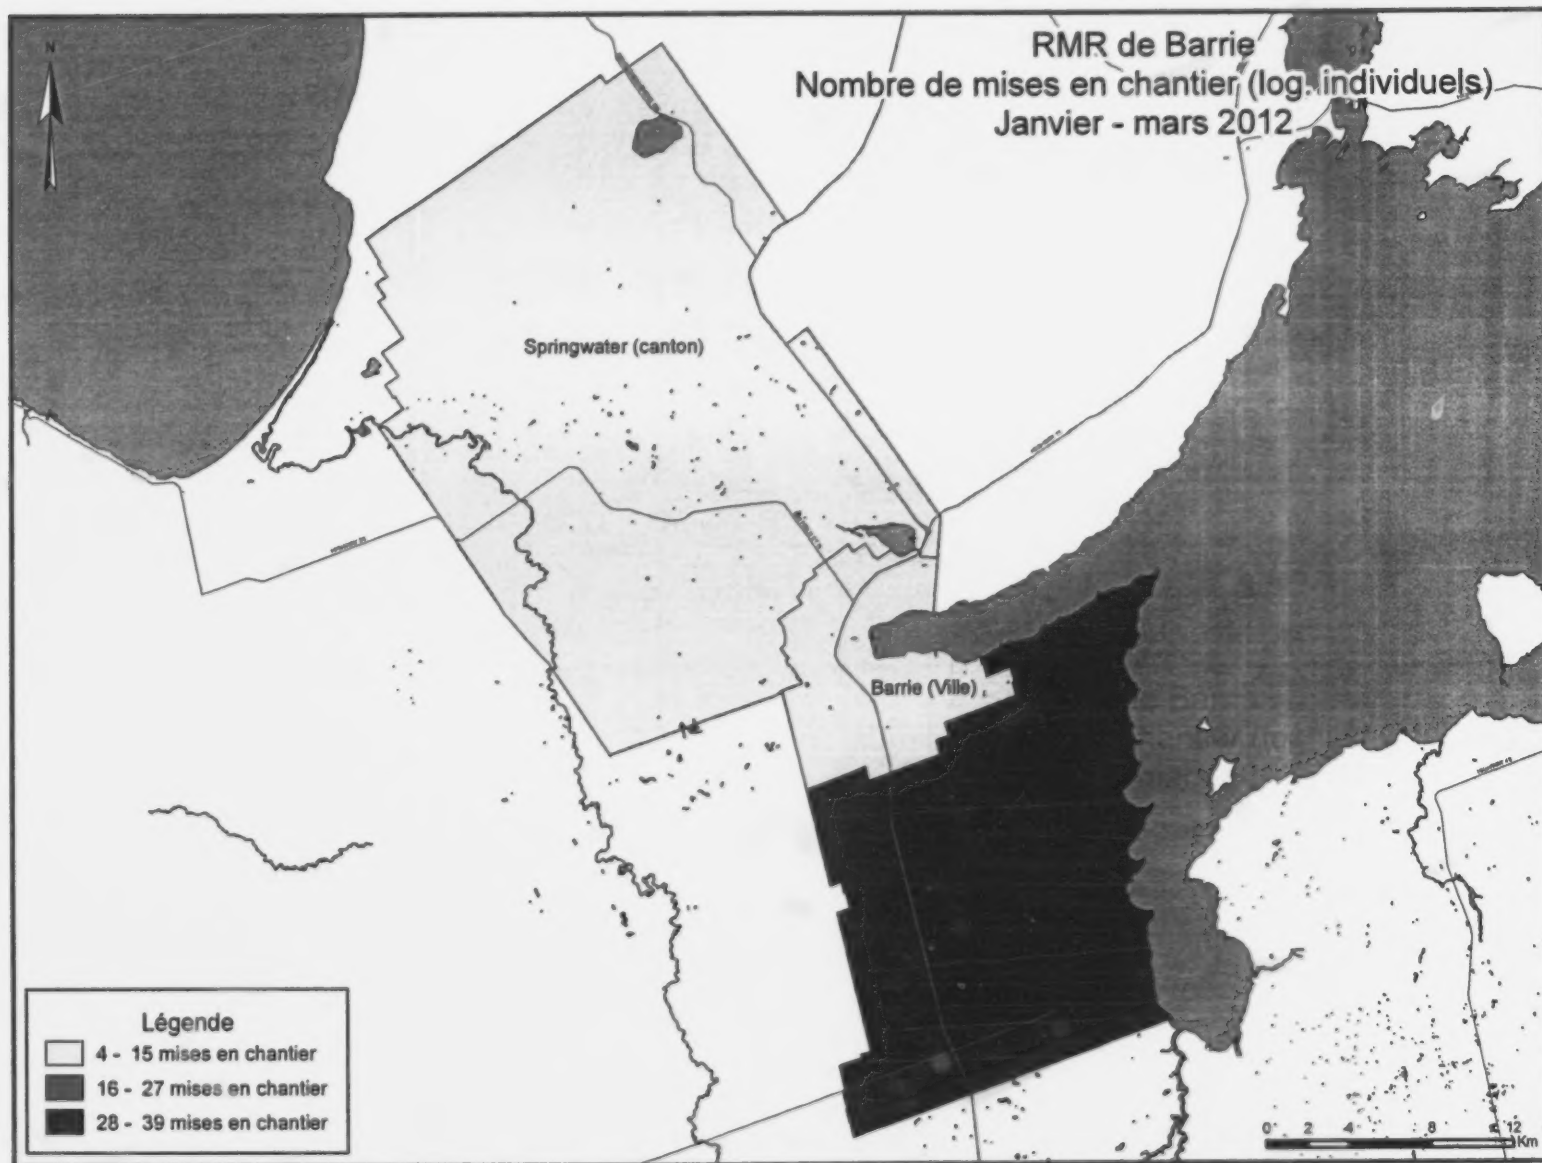 RMR de Barrie
Nombre de mises en chantier (log. individuels)
Janvier - mars 2012
N
Springwater (canton)
Barrie (Ville)
Légende
4 - 15 mises en chantier
16 - 27 mises en chantier
28 - 39 mises en chantier
0 2 4 8 12
Km